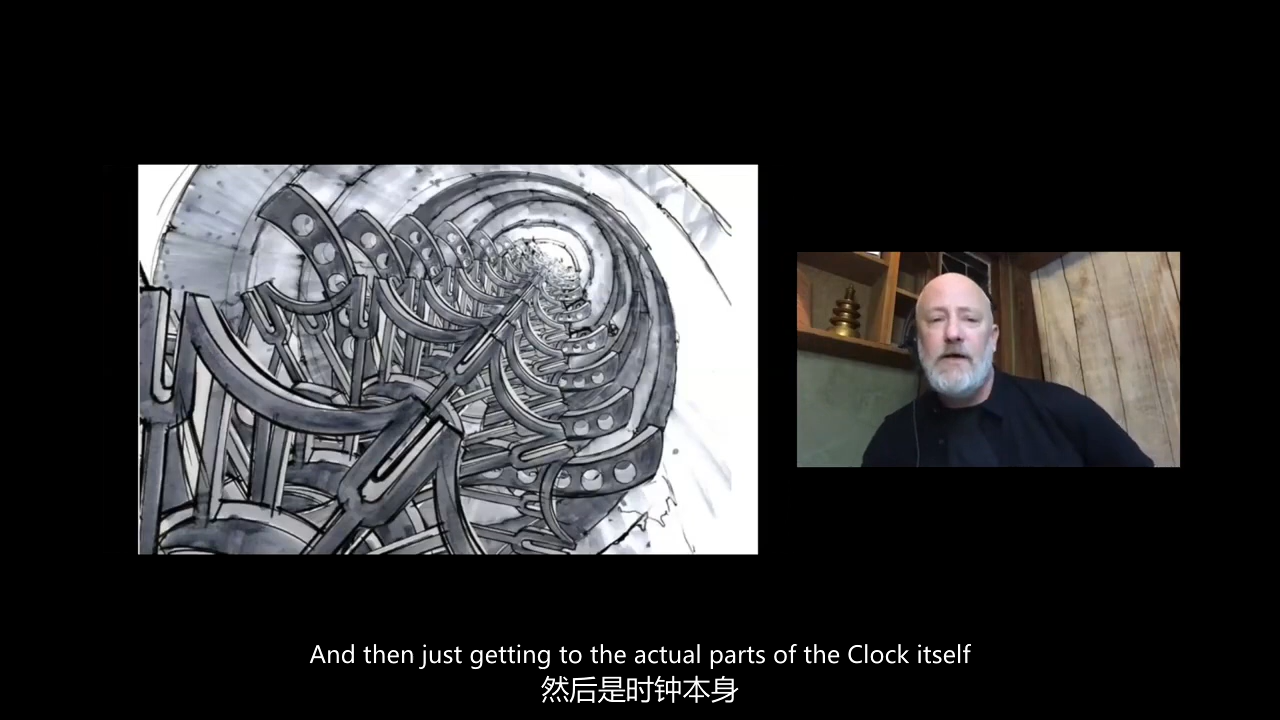 And then just getting to the actual parts of the Clock itself
然后是时钟本身